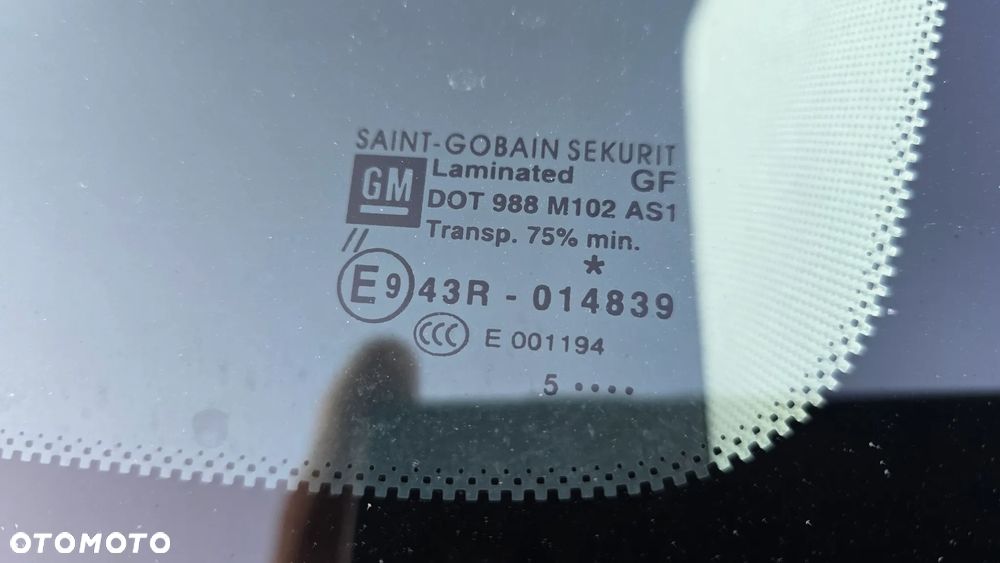 SAINT-GOBAIN SEKURIT
GM
Laminated GF
DOT 988 M102 AS1
Transp. 75% min.
//
*
E9 43R - 014839
CCC E 001194
5 ••••
OTOMOTO